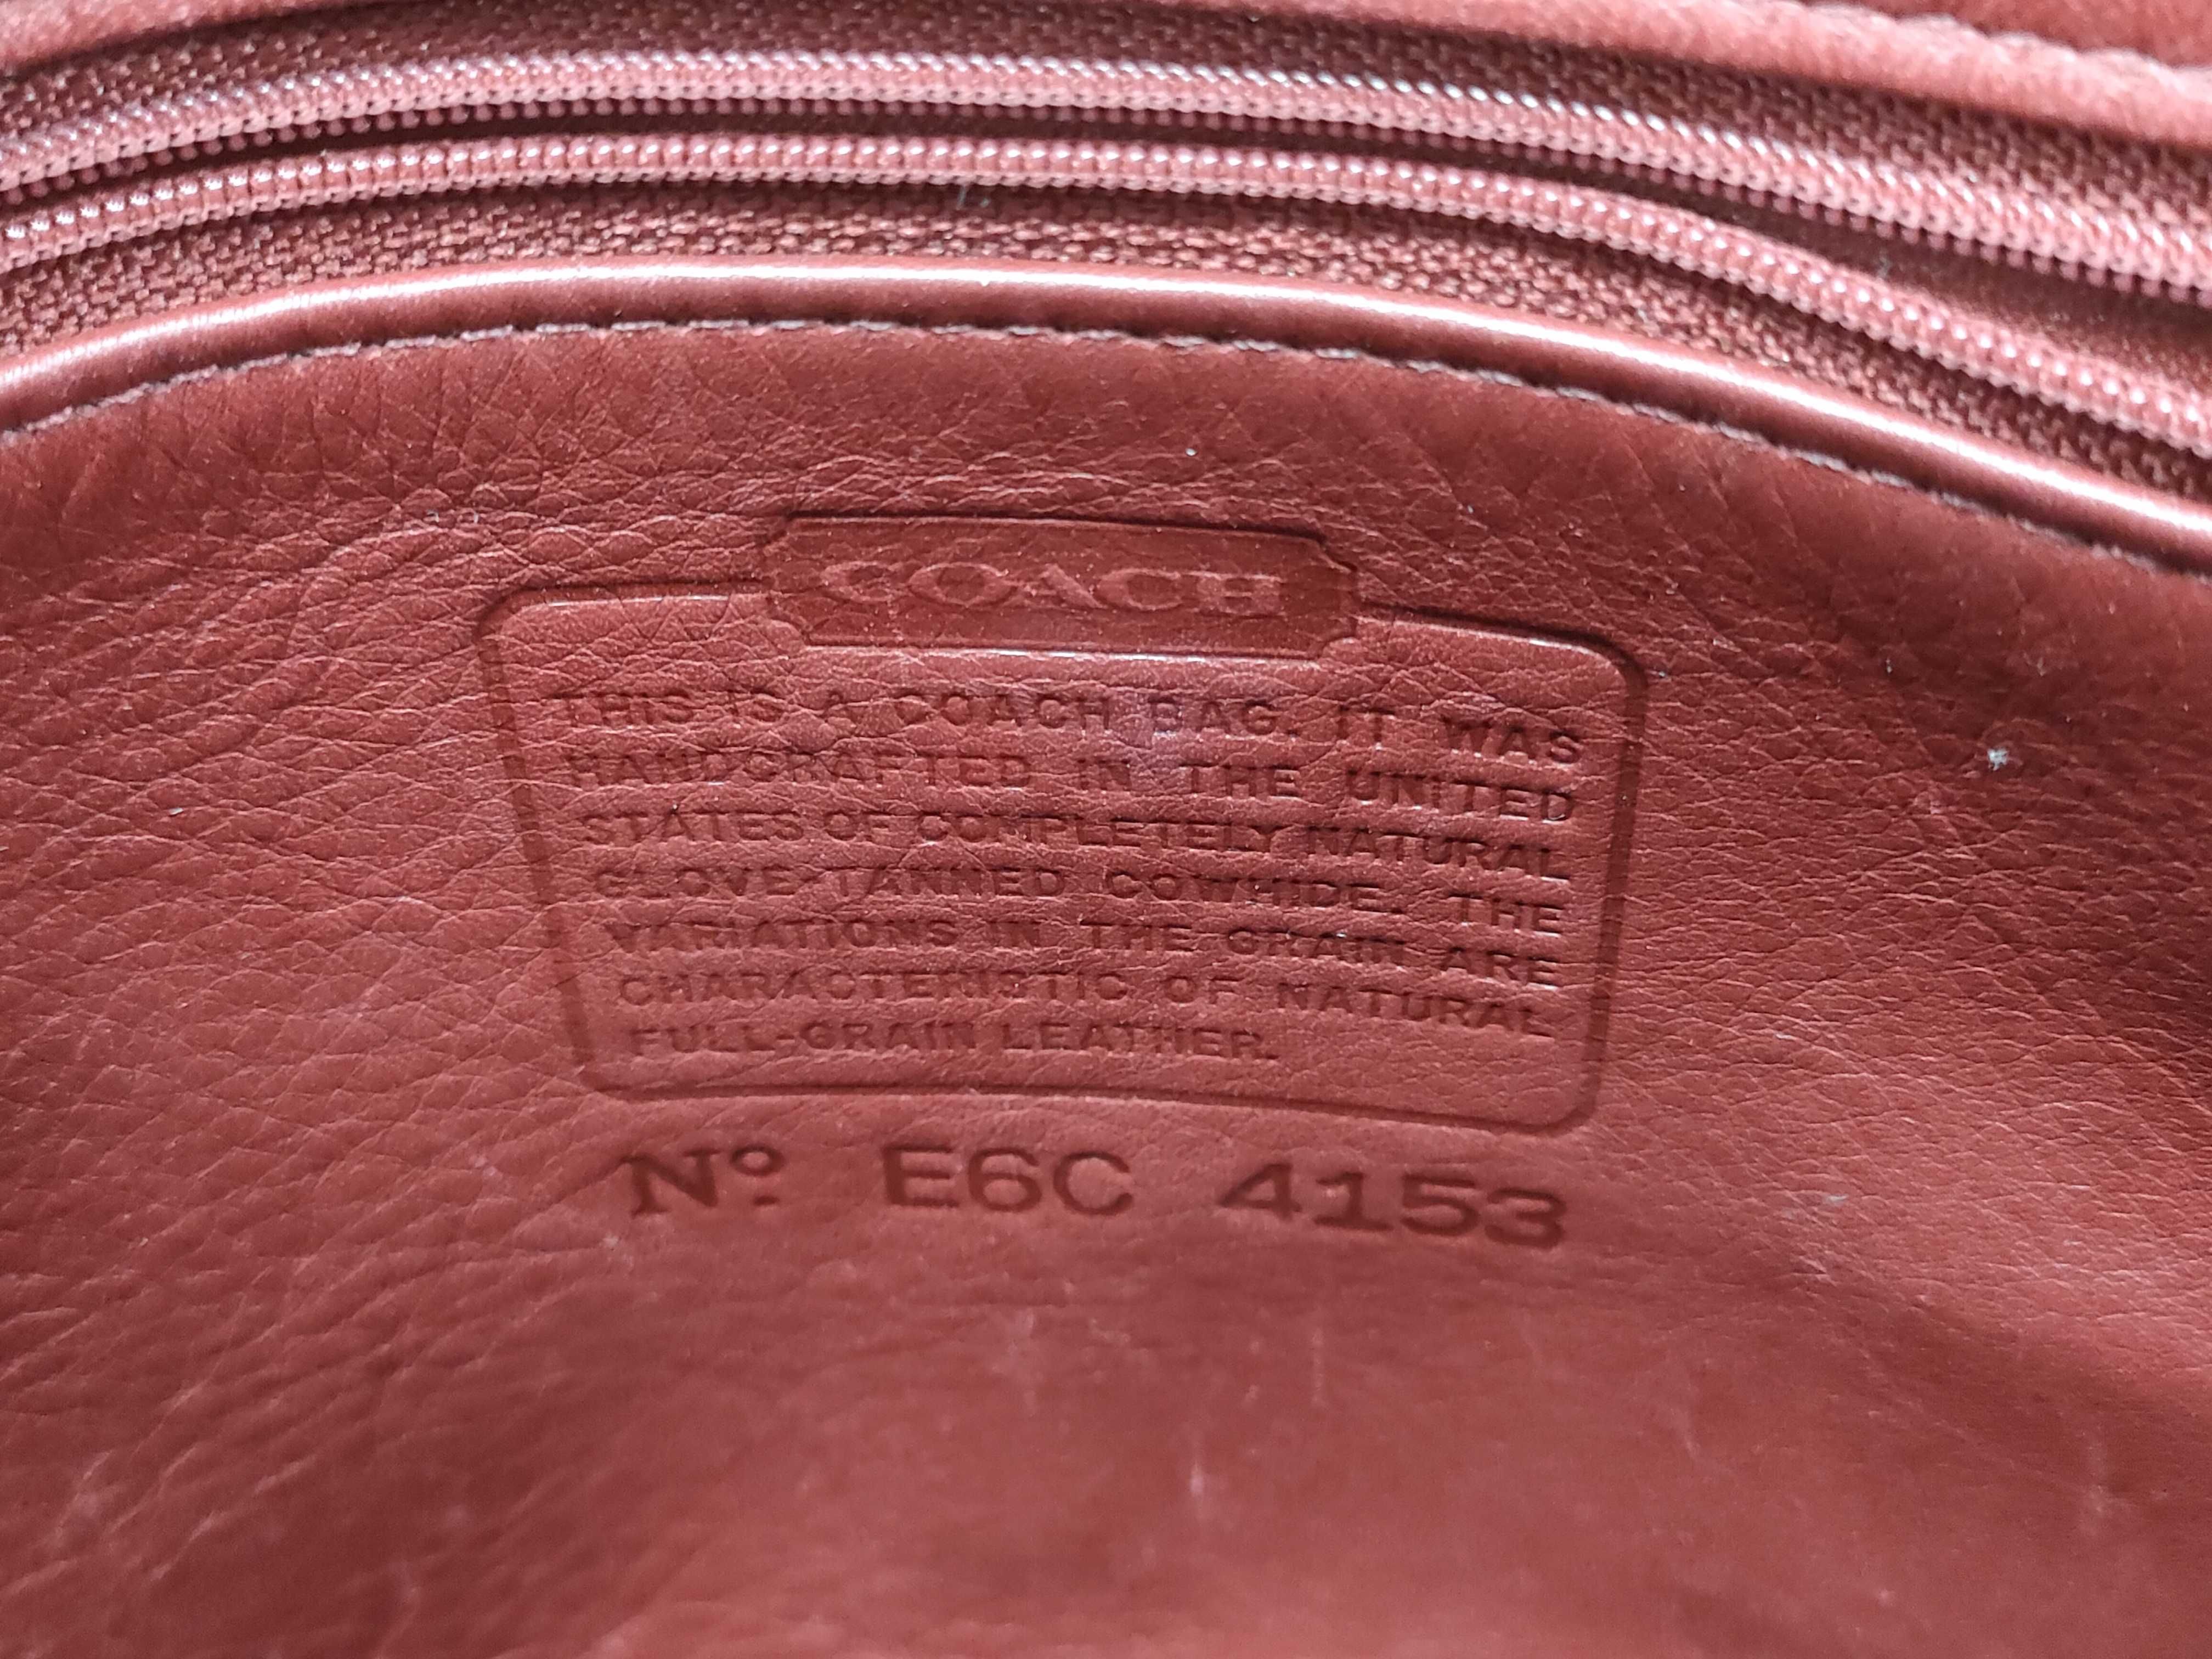 COACH
THIS IS A COACH BAG. IT WAS
HANDCRAFTED IN THE UNITED
STATES OF COMPLETELY NATURAL
GLOVE TANNED COWHIDE. THE
VARIATIONS IN THE GRAIN ARE
CHARACTERISTIC OF NATURAL
FULL-GRAIN LEATHER.
Nº E6C 4153